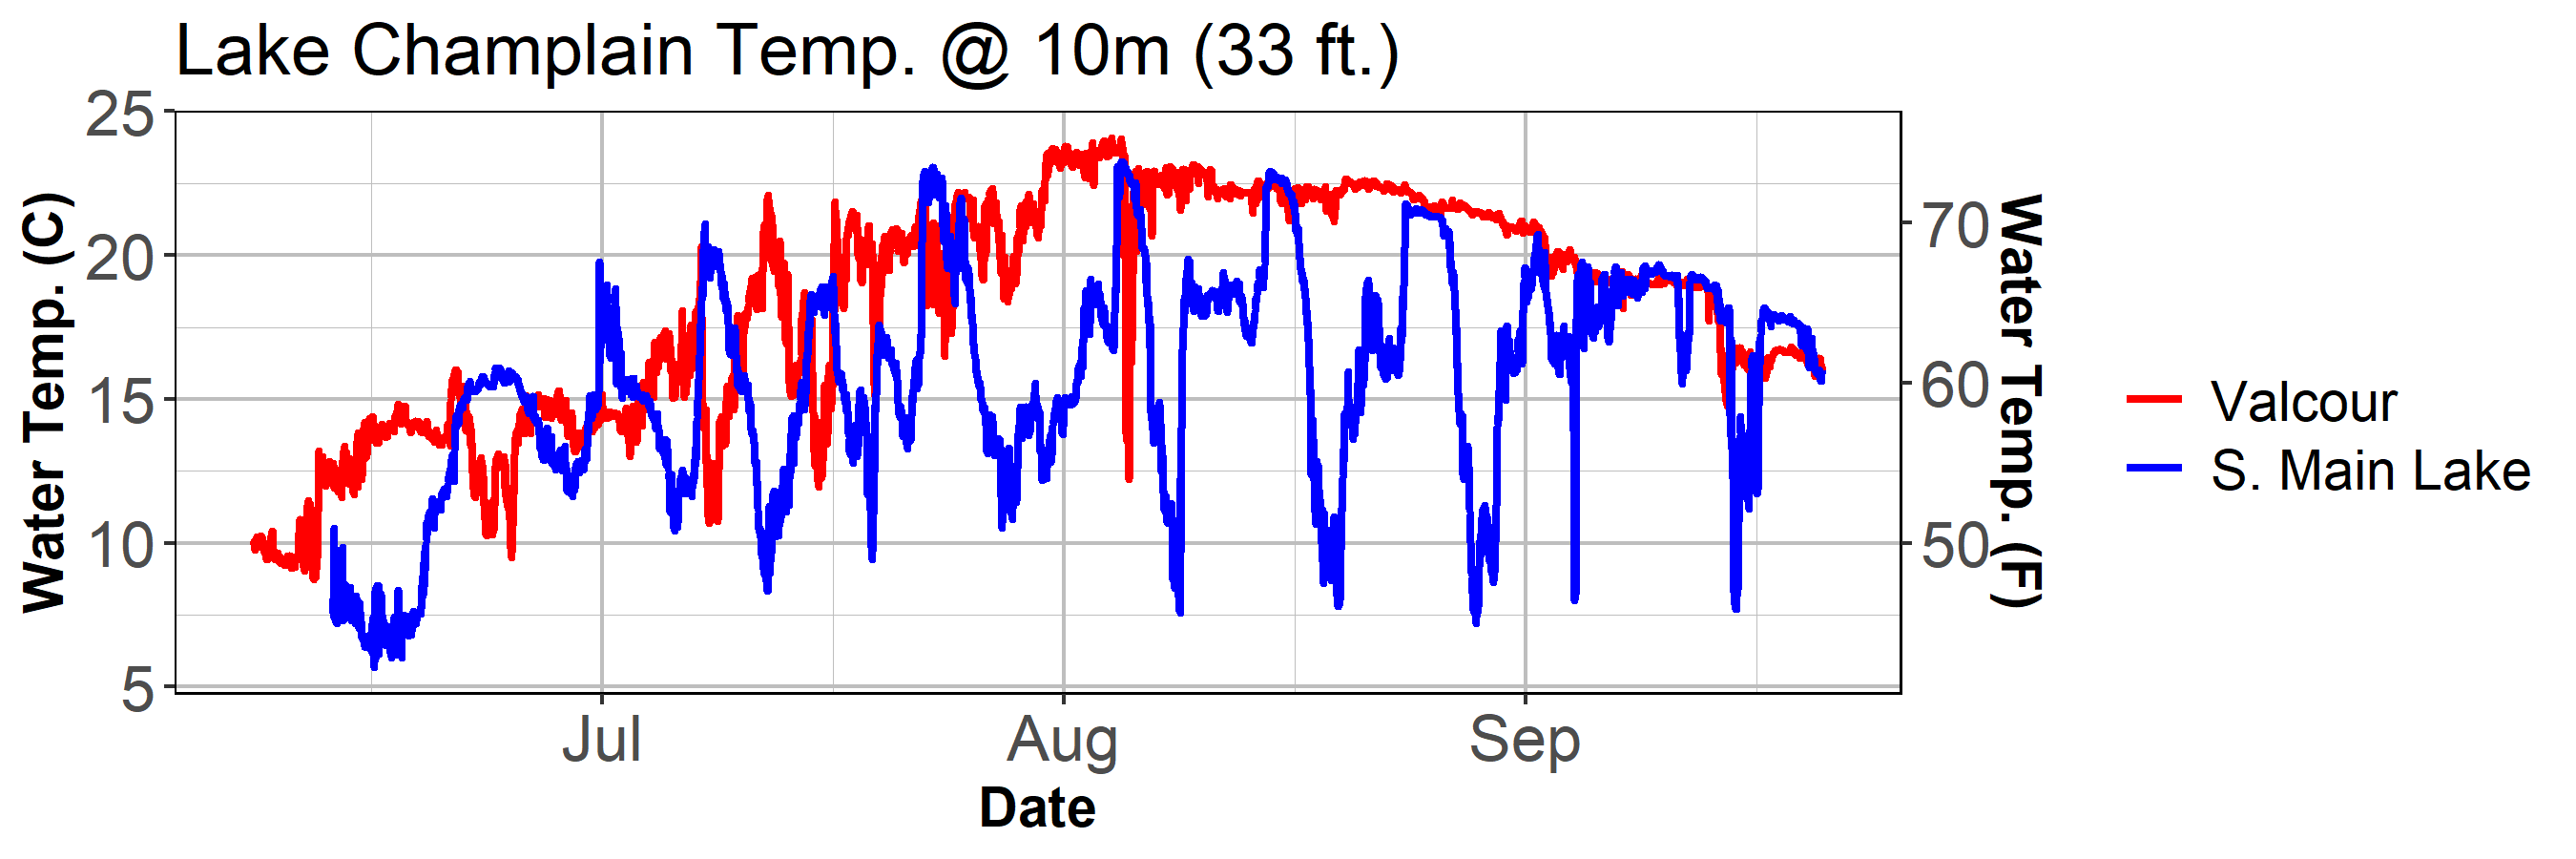 Lake Champlain Temp. @ 10m (33 ft.)
25
20
15
10
5
Water Temp. (C)
70
60
50
Water Temp. (F)
Jul
Aug
Sep
Date
Valcour
S. Main Lake